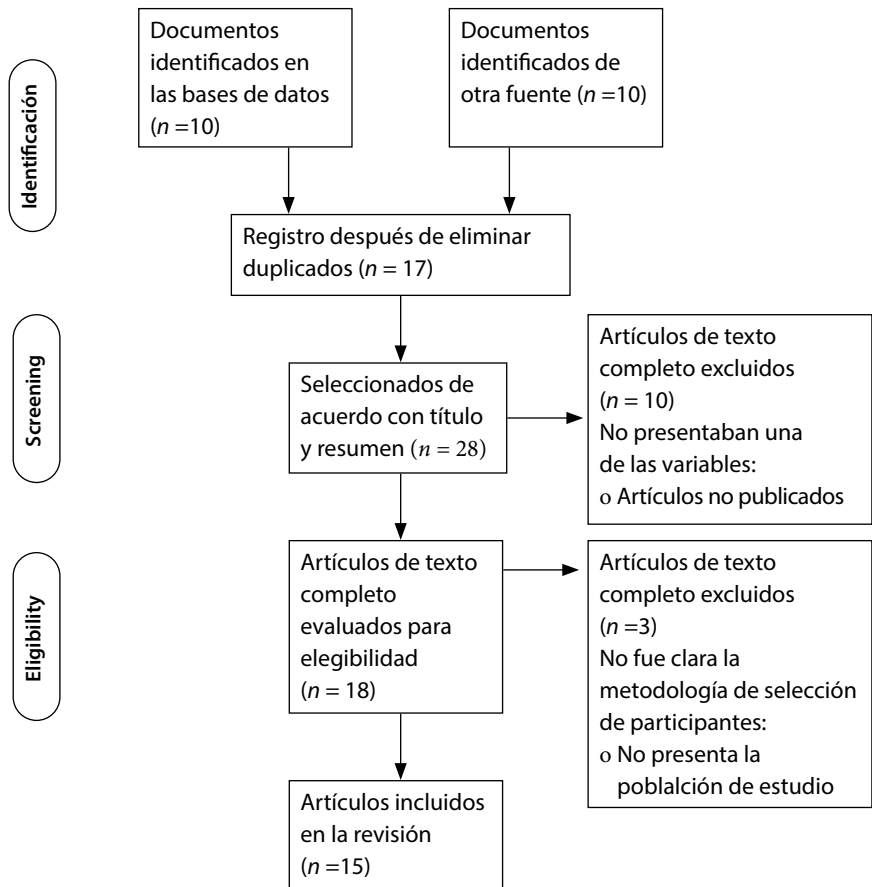 Identificación
Documentos
identificados en
las bases de datos
(n =10)
Documentos
identificados de
otra fuente (n =10)
Registro después de eliminar
duplicados (n = 17)
Screening
Seleccionados de
acuerdo con título
y resumen (n = 28)
Artículos de texto
completo excluidos
(n = 10)
No presentaban una
de las variables:
o Artículos no publicados
Eligibility
Artículos de texto
completo
evaluados para
elegibilidad
(n = 18)
Artículos de texto
completo excluidos
(n =3)
No fue clara la
metodología de selección
de participantes:
o No presenta la
poblalción de estudio
Artículos incluidos
en la revisión
(n =15)